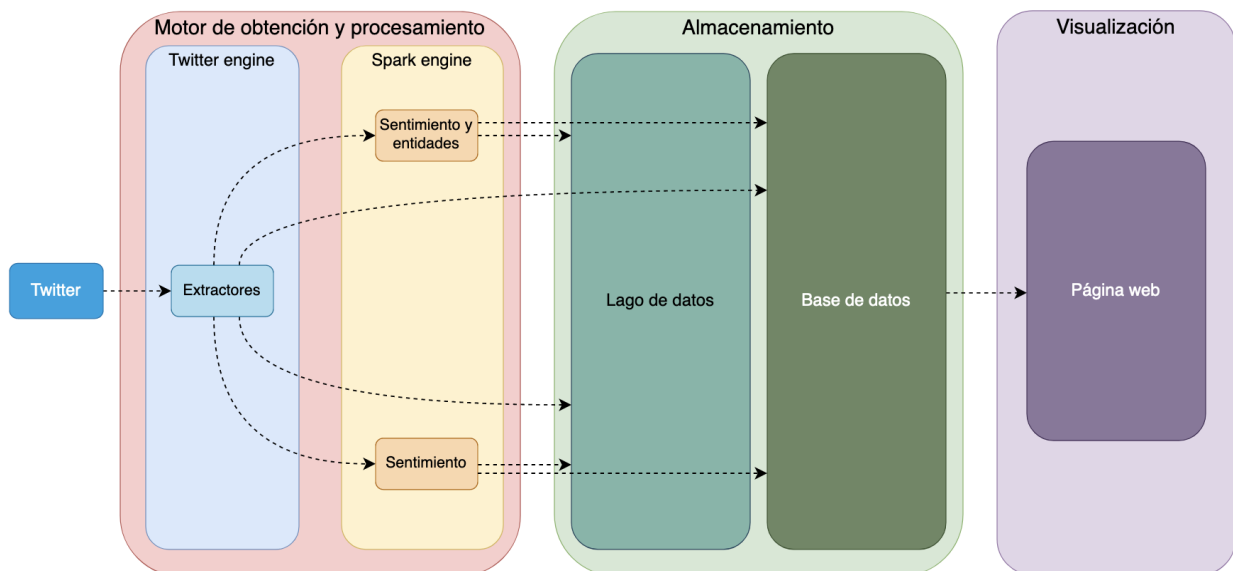 Motor de obtención y procesamiento
Almacenamiento
Visualización
Twitter engine
Spark engine
Sentimiento y
entidades
Twitter
Extractores
Lago de datos
Base de datos
Página web
Sentimiento